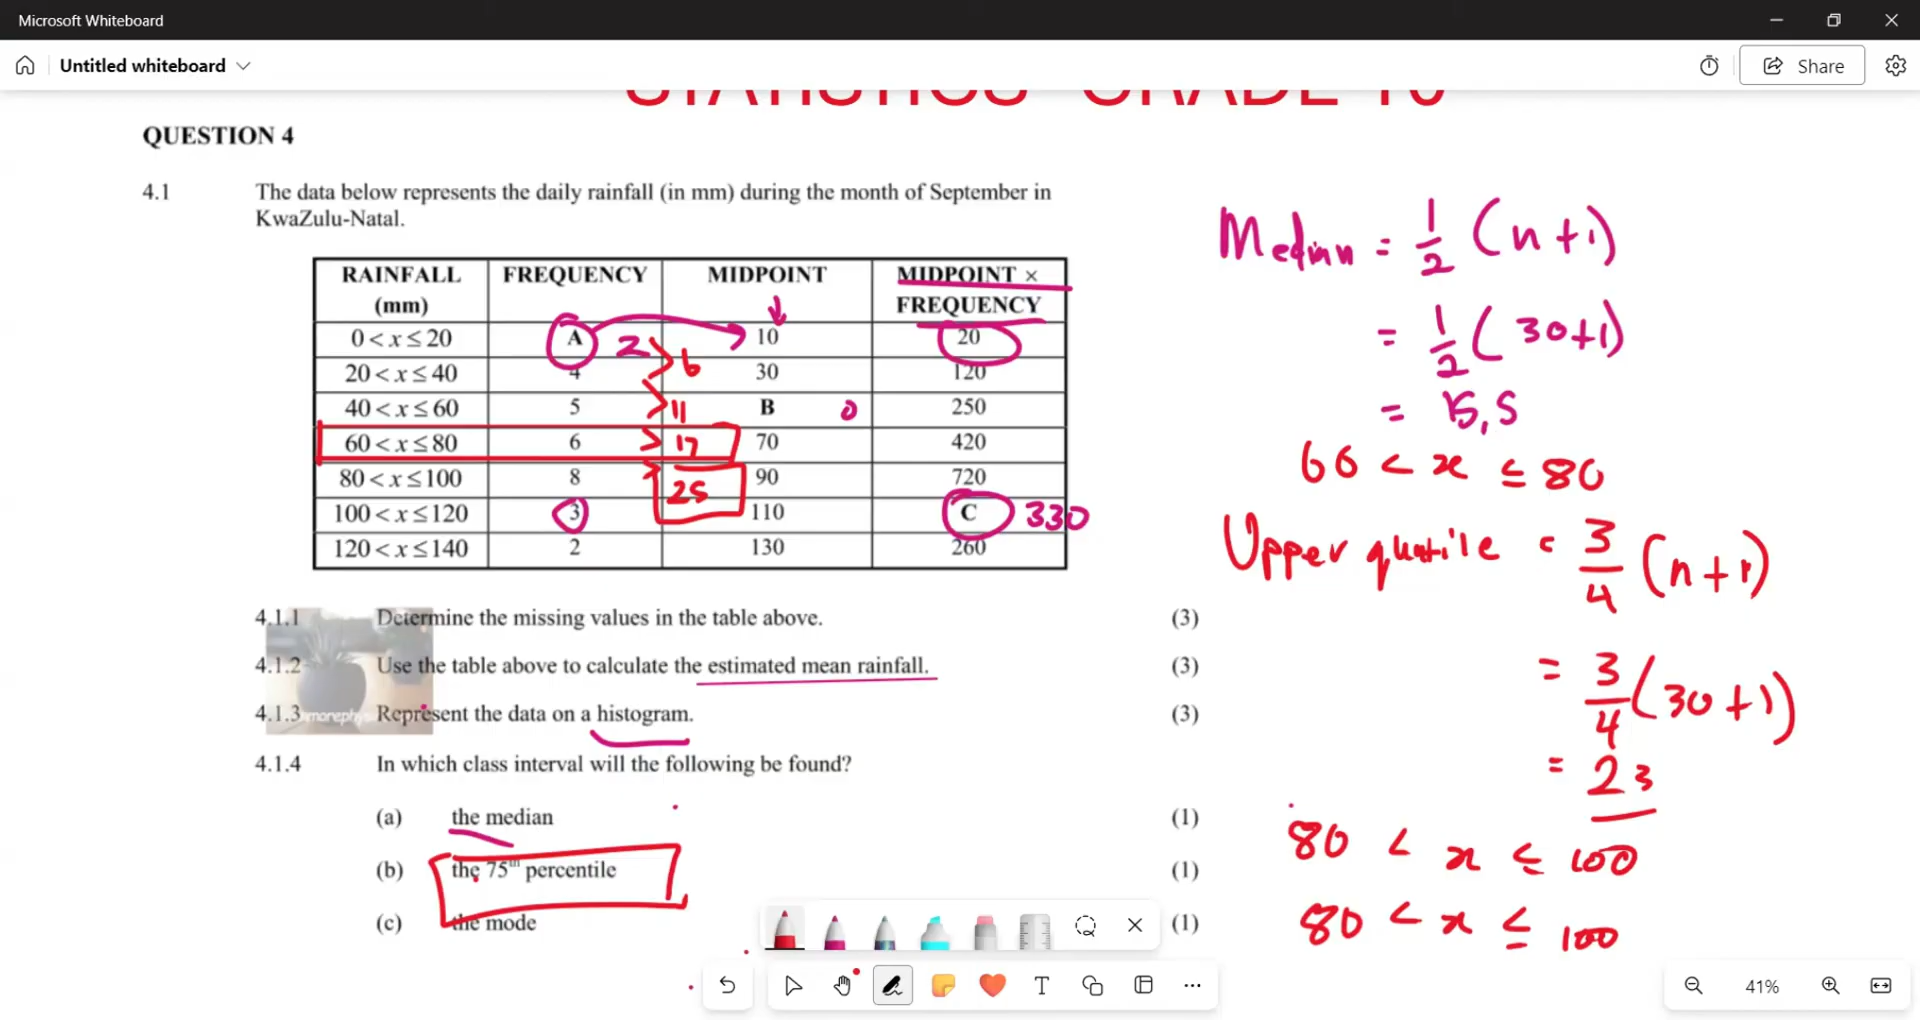 Microsoft Whiteboard
Untitled whiteboard
Share
STATISTICS GRADE 10
QUESTION 4
4.1 The data below represents the daily rainfall (in mm) during the month of September in
KwaZulu-Natal.
RAINFALL (mm) FREQUENCY MIDPOINT MIDPOINT × FREQUENCY
0 < x ≤ 20 A 2 10 20
20 < x ≤ 40 4 6 30 120
40 < x ≤ 60 5 11 B 0 250
60 < x ≤ 80 6 17 70 420
80 < x ≤ 100 8 25 90 720
100 < x ≤ 120 3 110 C 330
120 < x ≤ 140 2 130 260
4.1.1 Determine the missing values in the table above. (3)
4.1.2 Use the table above to calculate the estimated mean rainfall. (3)
4.1.3 Represent the data on a histogram. (3)
4.1.4 In which class interval will the following be found?
(a) the median (1)
(b) the 75th percentile (1)
(c) the mode (1)
Median = 1/2 (n+1)
= 1/2 (30+1)
= 15,5
60 < x ≤ 80
Upper quatile = 3/4 (n+1)
= 3/4 (30+1)
= 23
80 < x ≤ 100
80 < x ≤ 100
41%